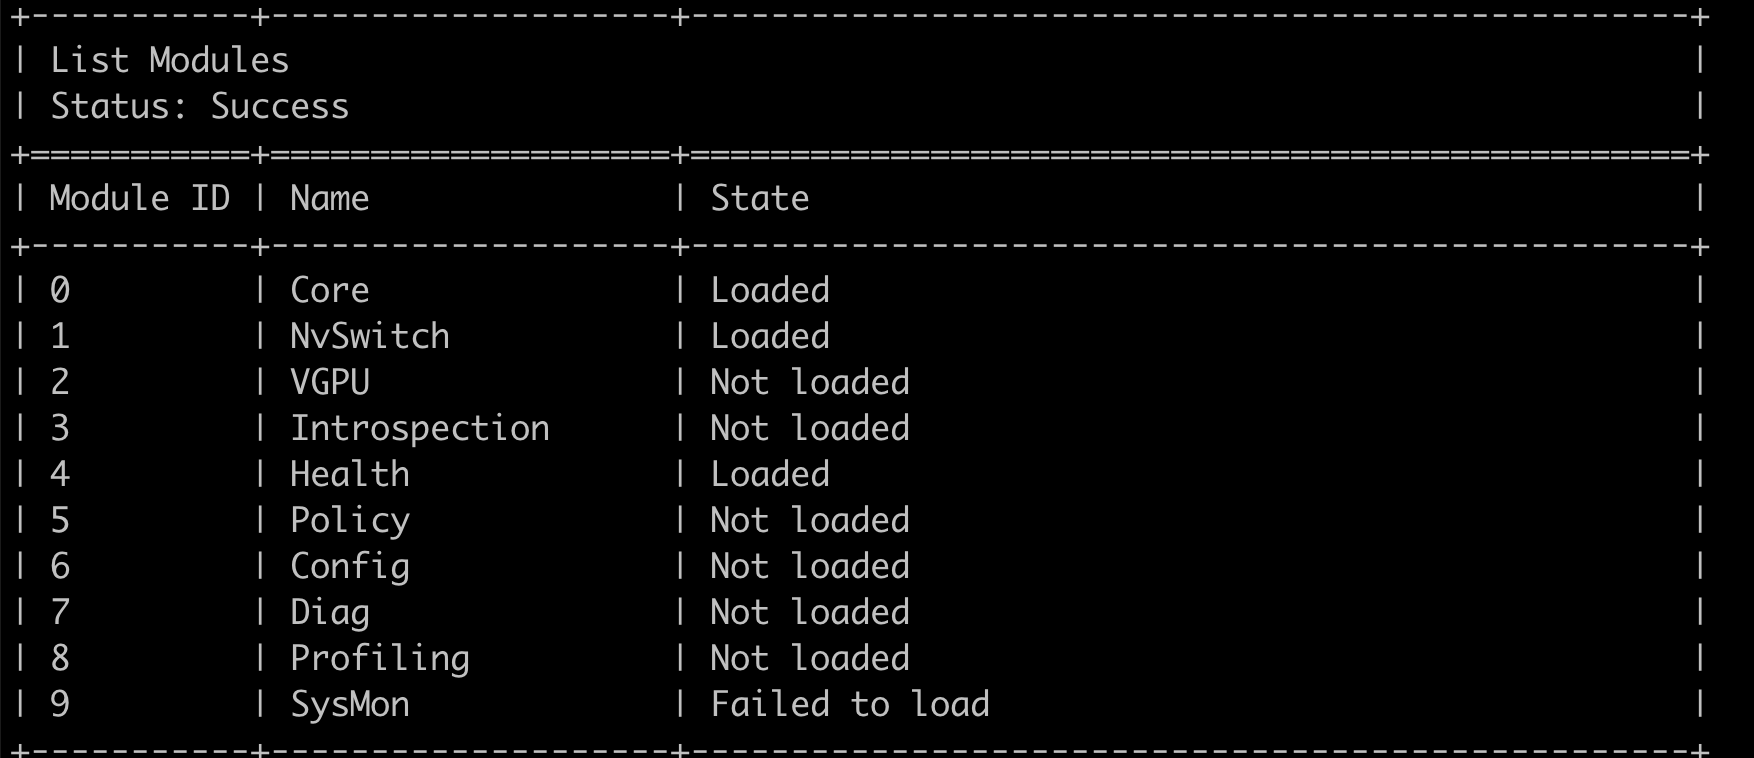 +-----------+--------------------+--------------------------------------------------+
| List Modules                                                                      |
| Status: Success                                                                   |
+===========+====================+==================================================+
| Module ID | Name               | State                                            |
+-----------+--------------------+--------------------------------------------------+
| 0         | Core               | Loaded                                           |
| 1         | NvSwitch           | Loaded                                           |
| 2         | VGPU               | Not loaded                                       |
| 3         | Introspection      | Not loaded                                       |
| 4         | Health             | Loaded                                           |
| 5         | Policy             | Not loaded                                       |
| 6         | Config             | Not loaded                                       |
| 7         | Diag               | Not loaded                                       |
| 8         | Profiling          | Not loaded                                       |
| 9         | SysMon             | Failed to load                                   |
+-----------+--------------------+--------------------------------------------------+